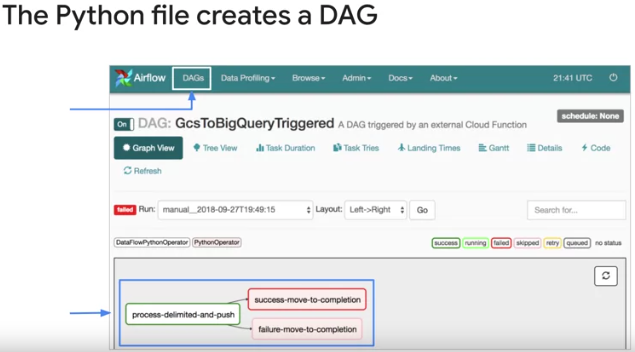 The Python file creates a DAG
Airflow DAGs Data Profiling Browse Admin Docs About 21:41 UTC
On DAG: GcsToBigQueryTriggered A DAG triggered by an external Cloud Function schedule: None
Graph View Tree View Task Duration Task Tries Landing Times Gantt Details Code
Refresh
failed Run: manual__2018-09-27T19:49:15 Layout: Left->Right Go Search for...
DataFlowPythonOperator PythonOperator success running failed skipped retry queued no status
success-move-to-completion
process-delimited-and-push
failure-move-to-completion